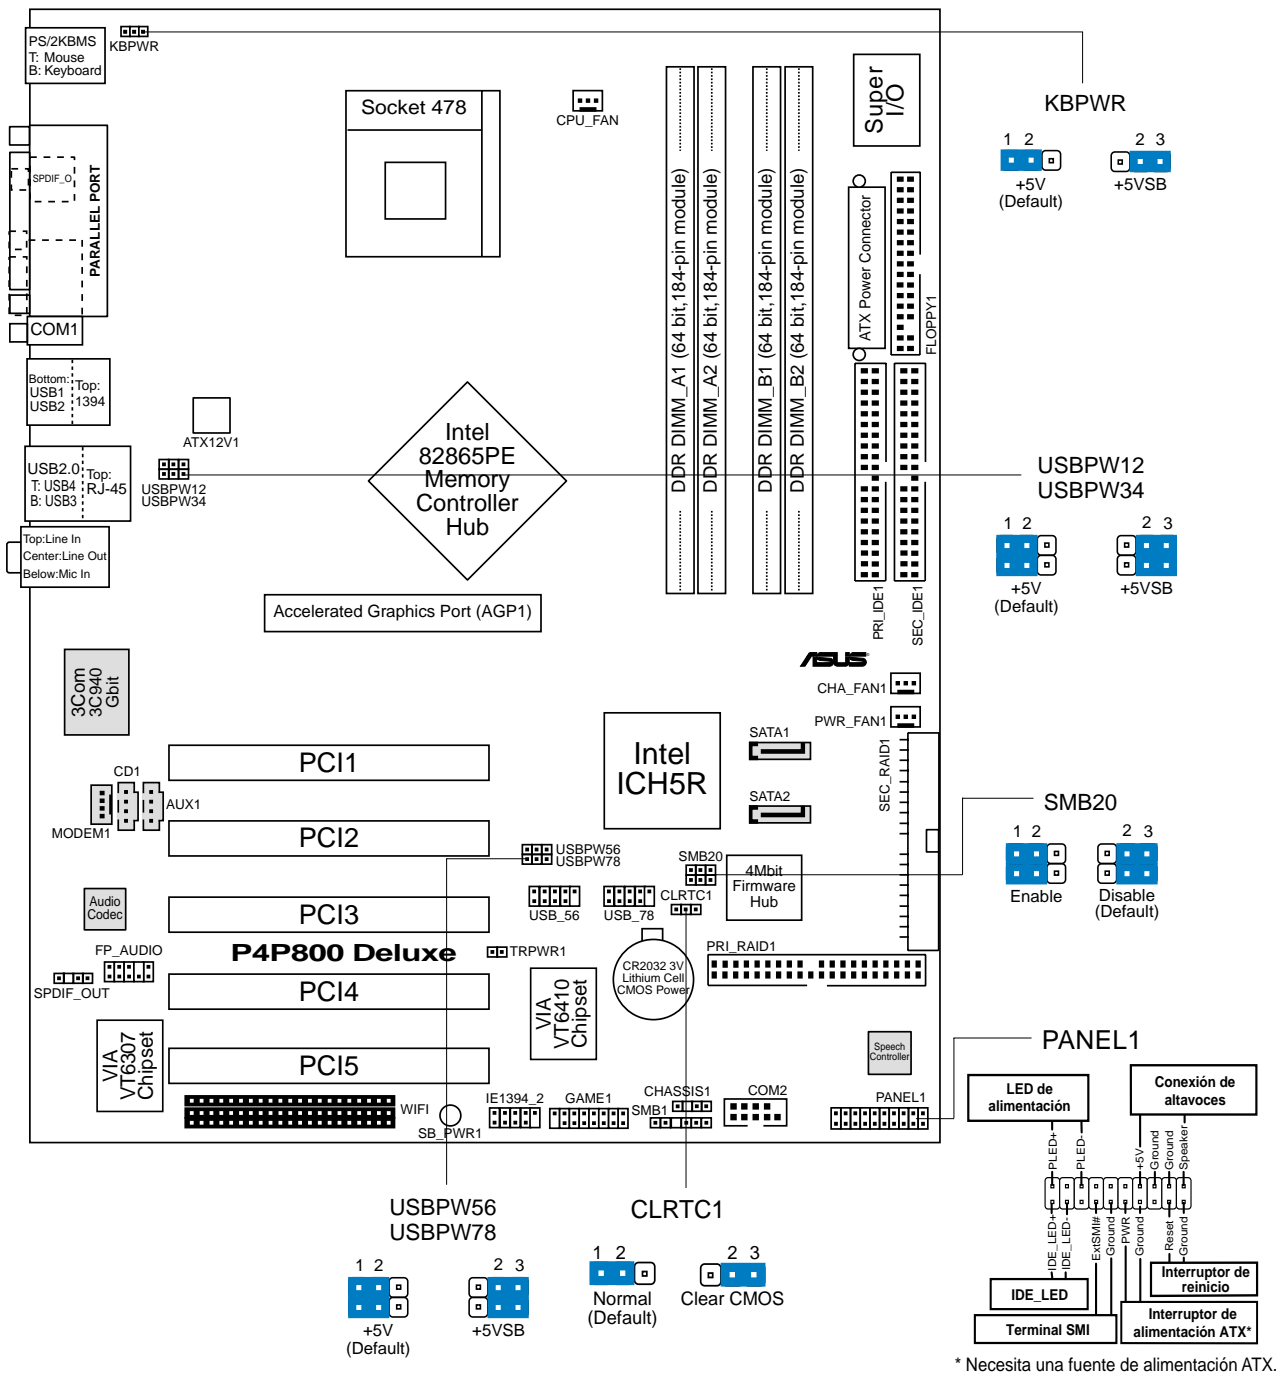 PS/2KBMS
T: Mouse
B: Keyboard
KBPWR
Socket 478
CPU_FAN
Super
I/O
KBPWR
1 2
2 3
+5V
(Default)
+5VSB
SPDIF_O
PARALLEL PORT
COM1
DDR DIMM_A1 (64 bit,184-pin module)
DDR DIMM_A2 (64 bit,184-pin module)
DDR DIMM_B1 (64 bit,184-pin module)
DDR DIMM_B2 (64 bit,184-pin module)
ATX Power Connector
FLOPPY1
Bottom:
USB1
USB2
Top:
1394
ATX12V1
Intel
82865PE
Memory
Controller
Hub
USB2.0
T: USB4
B: USB3
Top:
RJ-45
USBPW12
USBPW34
USBPW12
USBPW34
1 2
2 3
+5V
(Default)
+5VSB
Top:Line In
Center:Line Out
Below:Mic In
Accelerated Graphics Port (AGP1)
PRI_IDE1
SEC_IDE1
ASUS
3Com
3C940
Gbit
CHA_FAN1
PWR_FAN1
SEC_RAID1
Intel
ICH5R
SATA1
SATA2
PCI1
CD1
AUX1
MODEM1
PCI2
USBPW56
USBPW78
SMB20
CLRTC1
4Mbit
Firmware
Hub
SMB20
1 2
2 3
Enable
Disable
(Default)
Audio
Codec
PCI3
USB_56
USB_78
P4P800 Deluxe
TRPWR1
FP_AUDIO
SPDIF_OUT
CR2032 3V
Lithium Cell
CMOS Power
PRI_RAID1
PCI4
VIA
VT6410
Chipset
VIA
VT6307
Chipset
PCI5
Speech
Controller
WIFI
SB_PWR1
IE1394_2
GAME1
CHASSIS1
SMB1
COM2
PANEL1
PANEL1
LED de
alimentación
Conexión de
altavoces
PLED+
PLED-
+5V
Ground
Ground
Speaker
IDE_LED+
IDE_LED-
ExtSMI#
Ground
PWR
Ground
Reset
Ground
Interruptor de
reinicio
IDE_LED
Terminal SMI
Interruptor de
alimentación ATX*
* Necesita una fuente de alimentación ATX.
USBPW56
USBPW78
1 2
2 3
+5V
(Default)
+5VSB
CLRTC1
1 2
2 3
Normal
(Default)
Clear CMOS